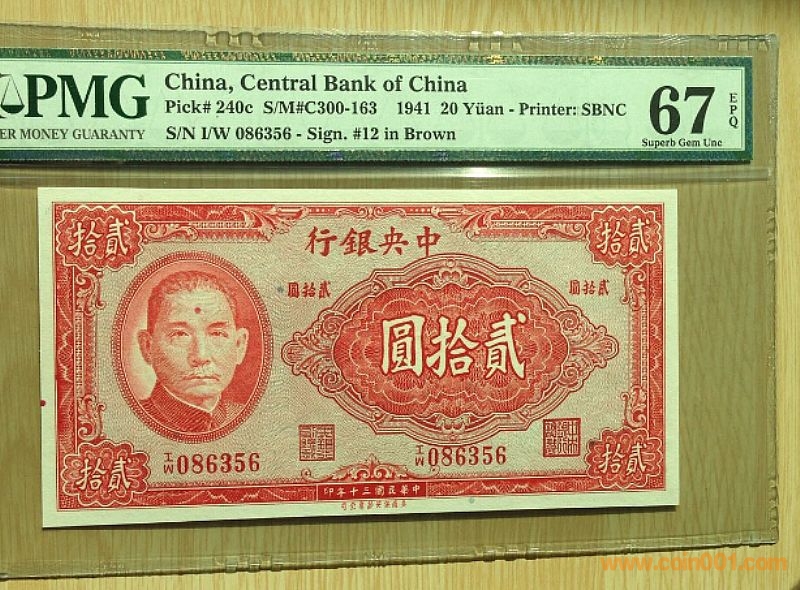 PMG
ER MONEY GUARANTY
China, Central Bank of China
Pick# 240c S/M#C300-163 1941 20 Yüan - Printer: SBNC
S/N I/W 086356 - Sign. #12 in Brown
67
EPQ
Superb Gem Unc
拾貳
行銀央中
拾貳
圓拾貳
圓拾貳
圓拾貳
I/W 086356
I/W 086356
拾貳
拾貳
印年十三國民華中
www.coin001.com